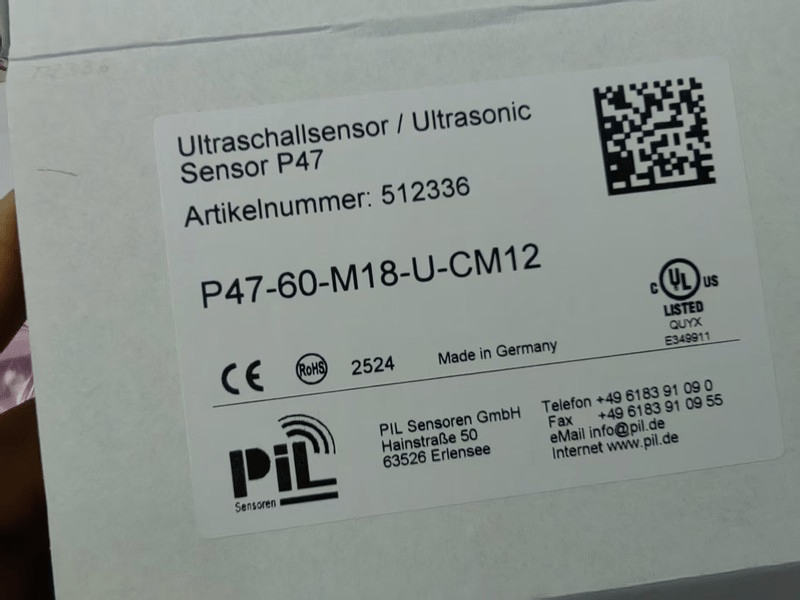 Ultraschallsensor / Ultrasonic
Sensor P47
Artikelnummer: 512336
P47-60-M18-U-CM12
C UL US
LISTED
QUYX
E349911
CE RoHS 2524 Made in Germany
PIL
Sensoren
PIL Sensoren GmbH
Hainstraße 50
63526 Erlensee
Telefon +49 6183 91 09 0
Fax +49 6183 91 09 55
eMail info@pil.de
Internet www.pil.de